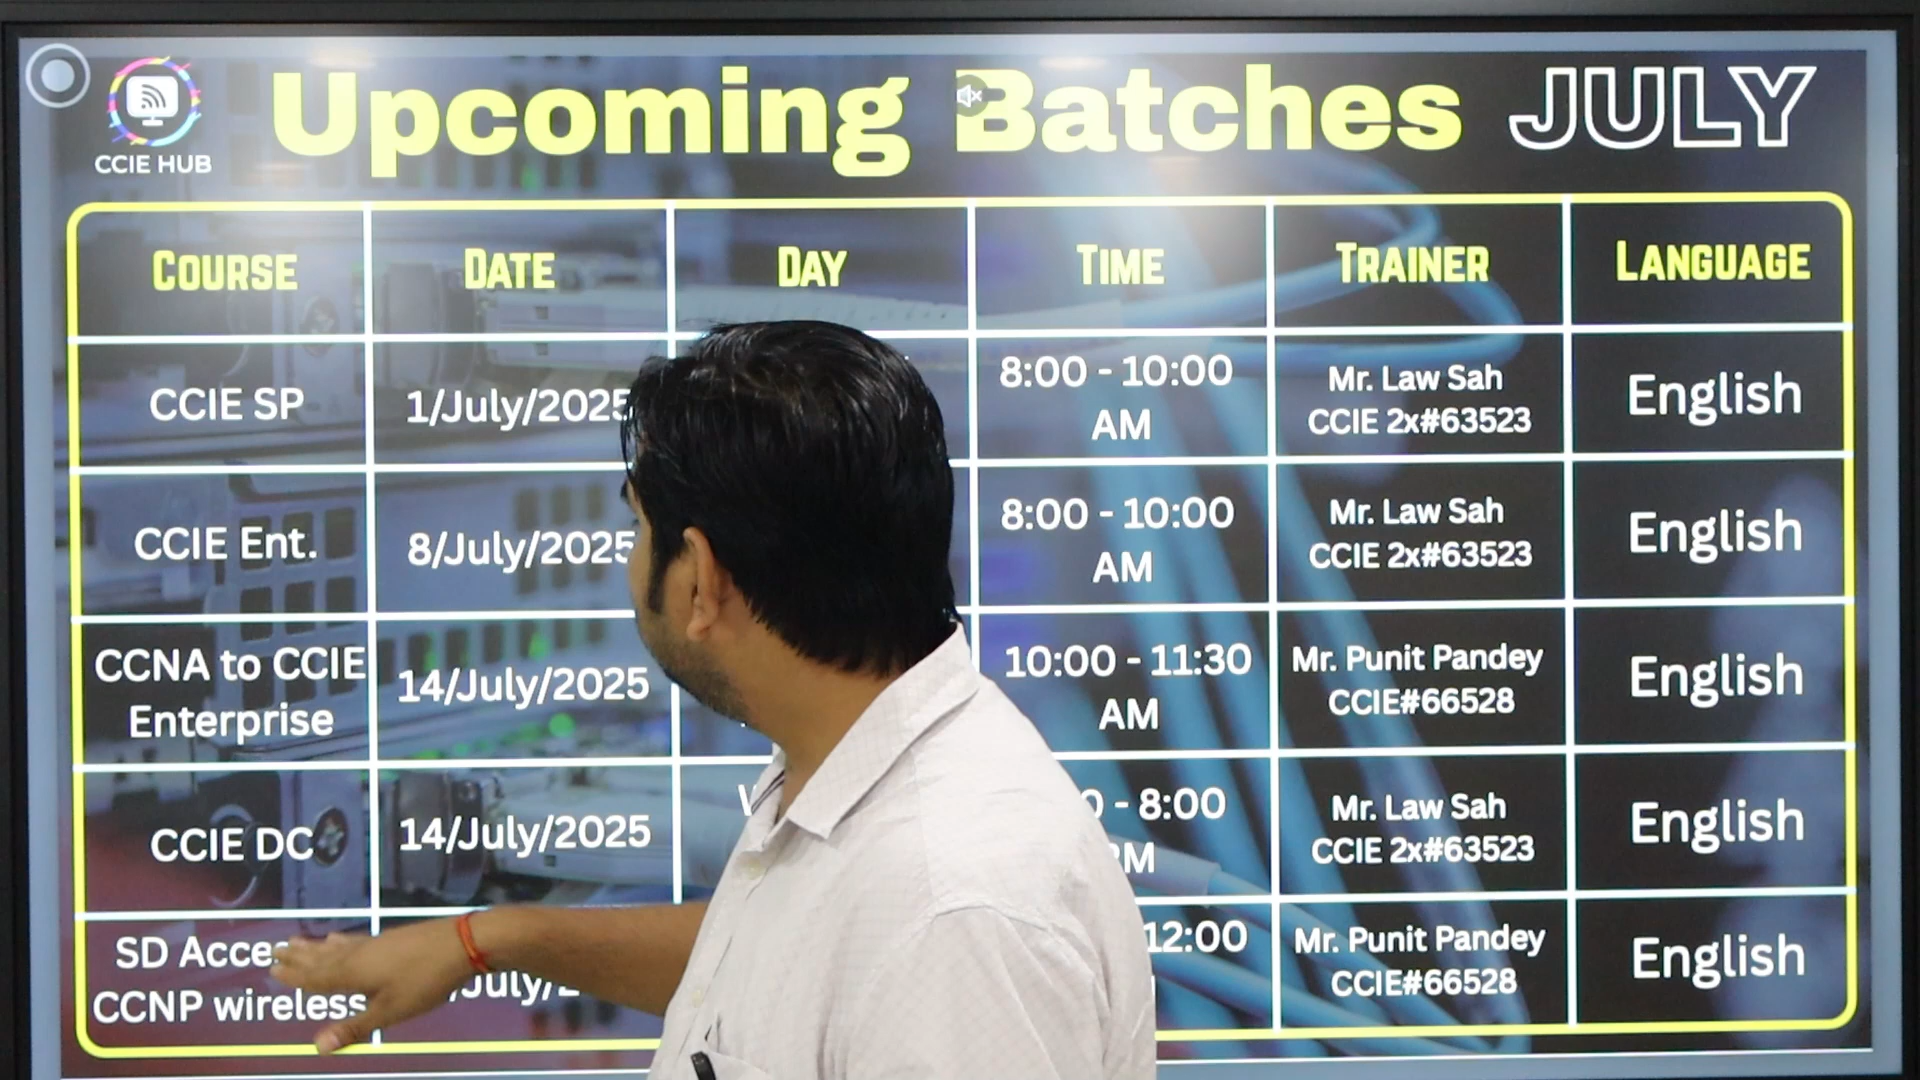 CCIE HUB
Upcoming Batches JULY
COURSE DATE DAY TIME TRAINER LANGUAGE
CCIE SP
1/July/2025
8:00 - 10:00
AM
Mr. Law Sah
CCIE 2x#63523
English
CCIE Ent.
8/July/2025
8:00 - 10:00
AM
Mr. Law Sah
CCIE 2x#63523
English
CCNA to CCIE
Enterprise
14/July/2025
10:00 - 11:30
AM
Mr. Punit Pandey
CCIE#66528
English
CCIE DC
14/July/2025
- 8:00
PM
Mr. Law Sah
CCIE 2x#63523
English
SD
CCNP wireless
/July/
12:00
Mr. Punit Pandey
CCIE#66528
English